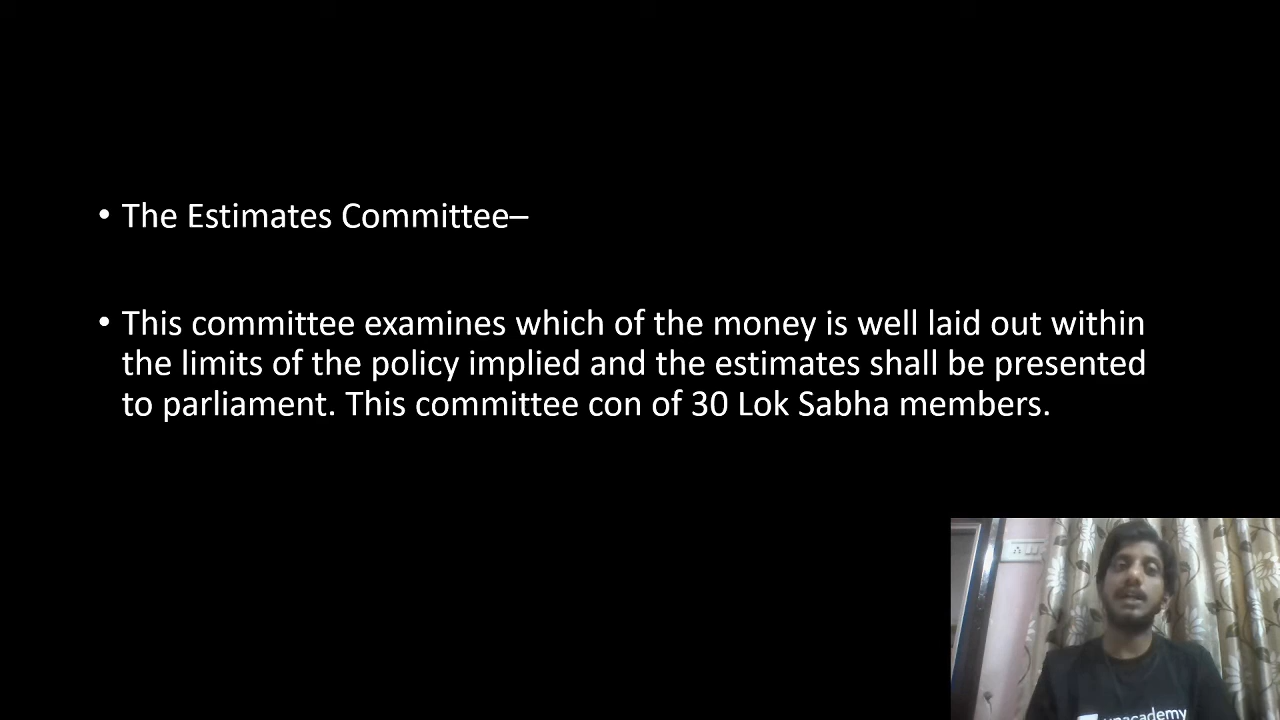 • The Estimates Committee–
• This committee examines which of the money is well laid out within
the limits of the policy implied and the estimates shall be presented
to parliament. This committee con of 30 Lok Sabha members.
unacademy